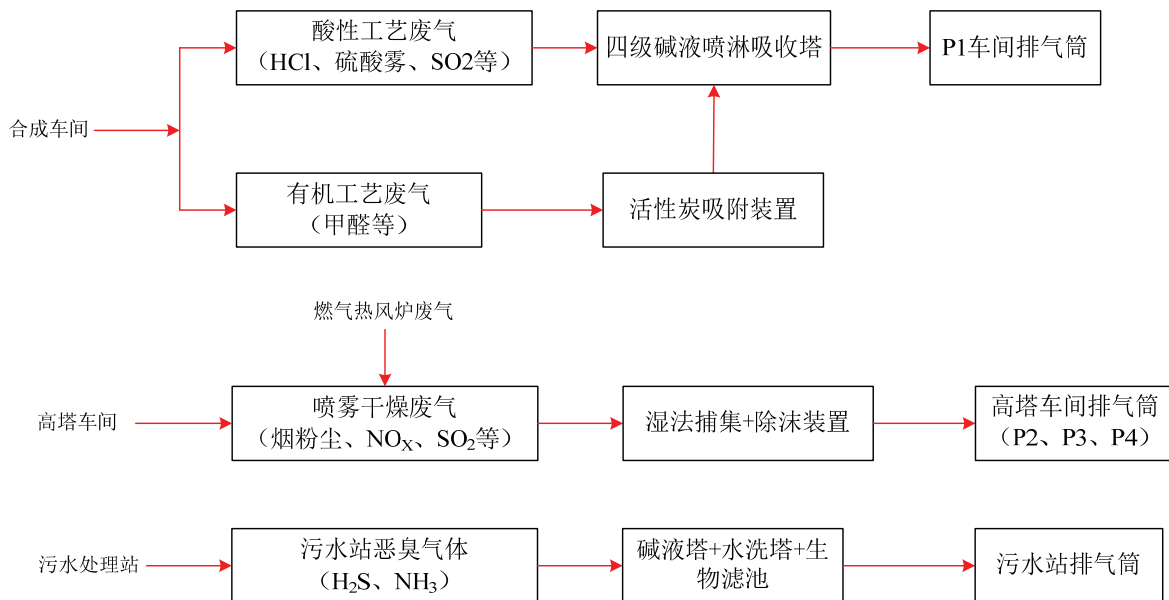 酸性工艺废气
（HCl、硫酸雾、SO2等）
四级碱液喷淋吸收塔
P1车间排气筒
合成车间
有机工艺废气
（甲醛等）
活性炭吸附装置
燃气热风炉废气
高塔车间
喷雾干燥废气
（烟粉尘、NOX、SO2等）
湿法捕集+除沫装置
高塔车间排气筒
（P2、P3、P4）
污水处理站
污水站恶臭气体
（H2S、NH3）
碱液塔+水洗塔+生
物滤池
污水站排气筒